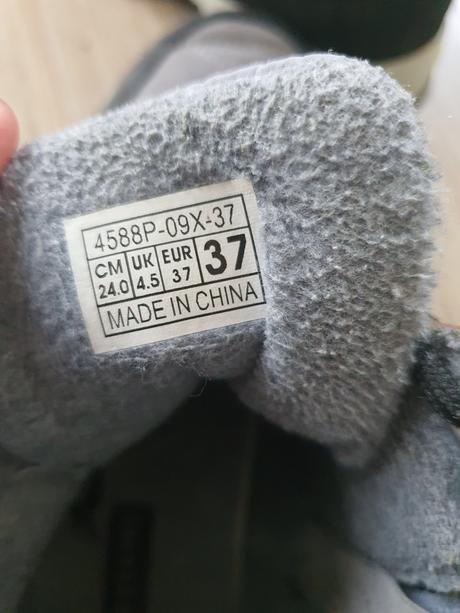 4588P-09X-37
CM UK EUR 37
24.0 4.5 37
MADE IN CHINA